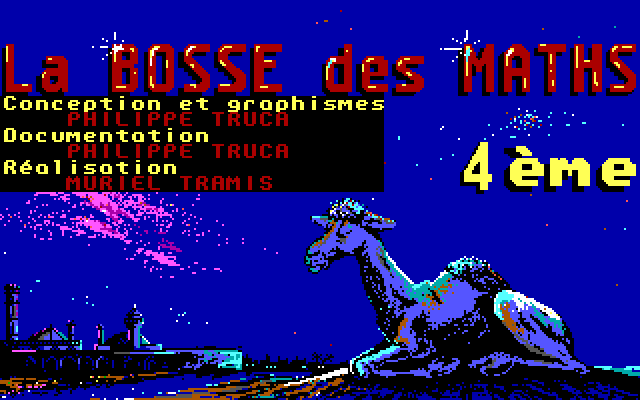 La BOSSE des MATHS
Conception et graphismes
PHILIPPE TRUCA
Documentation
PHILIPPE TRUCA
Réalisation
MURIEL TRAMIS
4ème